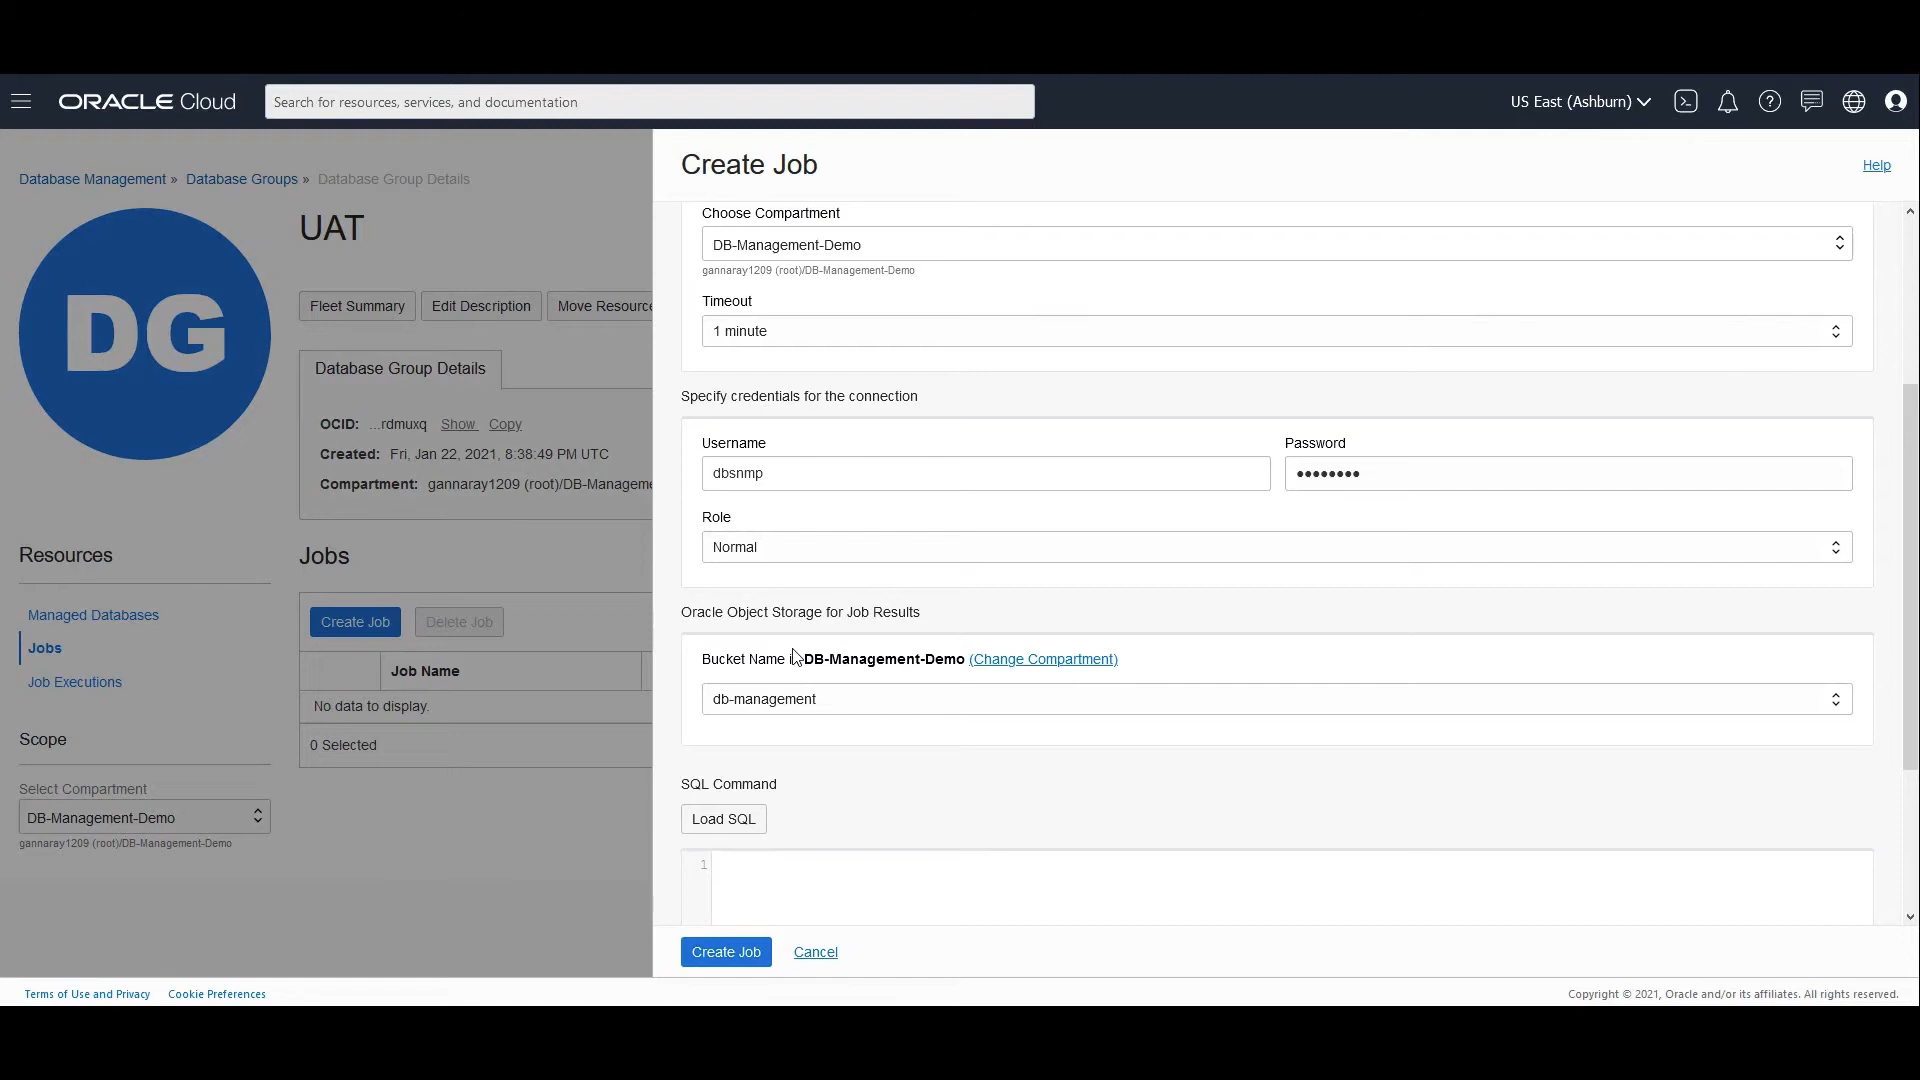 ORACLE Cloud
Search for resources, services, and documentation
US East (Ashburn)
Database Management » Database Groups » Database Group Details
DG
UAT
Fleet Summary
Edit Description
Move Resource
Database Group Details
OCID: ...rdmuxq Show Copy
Created: Fri, Jan 22, 2021, 8:38:49 PM UTC
Compartment: gannaray1209 (root)/DB-Manageme
Resources
Managed Databases
Jobs
Job Executions
Scope
Select Compartment
DB-Management-Demo
gannaray1209 (root)/DB-Management-Demo
Jobs
Create Job
Delete Job
Job Name
No data to display.
0 Selected
Create Job
Help
Choose Compartment
DB-Management-Demo
gannaray1209 (root)/DB-Management-Demo
Timeout
1 minute
Specify credentials for the connection
Username
dbsnmp
Password
••••••••
Role
Normal
Oracle Object Storage for Job Results
Bucket Name i DB-Management-Demo (Change Compartment)
db-management
SQL Command
Load SQL
1
Create Job
Cancel
Terms of Use and Privacy
Cookie Preferences
Copyright © 2021, Oracle and/or its affiliates. All rights reserved.